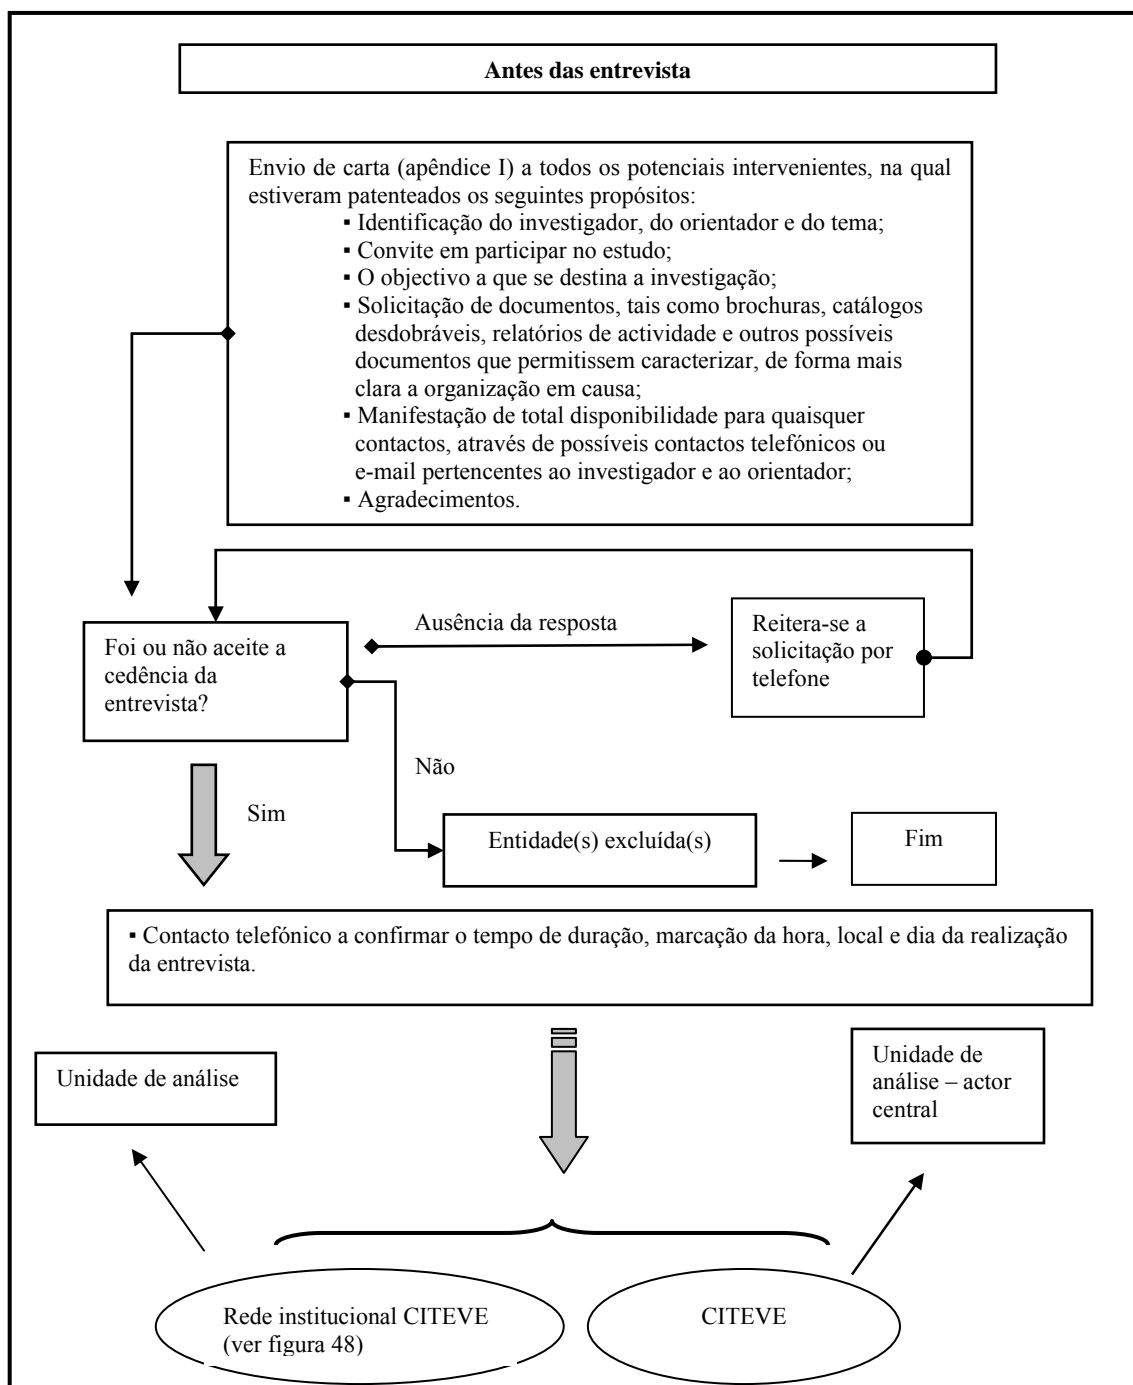 Antes das entrevista
Envio de carta (apêndice I) a todos os potenciais intervenientes, na qual
estiveram patenteados os seguintes propósitos:
▪ Identificação do investigador, do orientador e do tema;
▪ Convite em participar no estudo;
▪ O objectivo a que se destina a investigação;
▪ Solicitação de documentos, tais como brochuras, catálogos
desdobráveis, relatórios de actividade e outros possíveis
documentos que permitissem caracterizar, de forma mais
clara a organização em causa;
▪ Manifestação de total disponibilidade para quaisquer
contactos, através de possíveis contactos telefónicos ou
e-mail pertencentes ao investigador e ao orientador;
▪ Agradecimentos.
Foi ou não aceite a
cedência da
entrevista?
Ausência da resposta
Reitera-se a
solicitação por
telefone
Não
Sim
Entidade(s) excluída(s)
Fim
▪ Contacto telefónico a confirmar o tempo de duração, marcação da hora, local e dia da realização
da entrevista.
Unidade de análise
Unidade de
análise – actor
central
Rede institucional CITEVE
(ver figura 48)
CITEVE